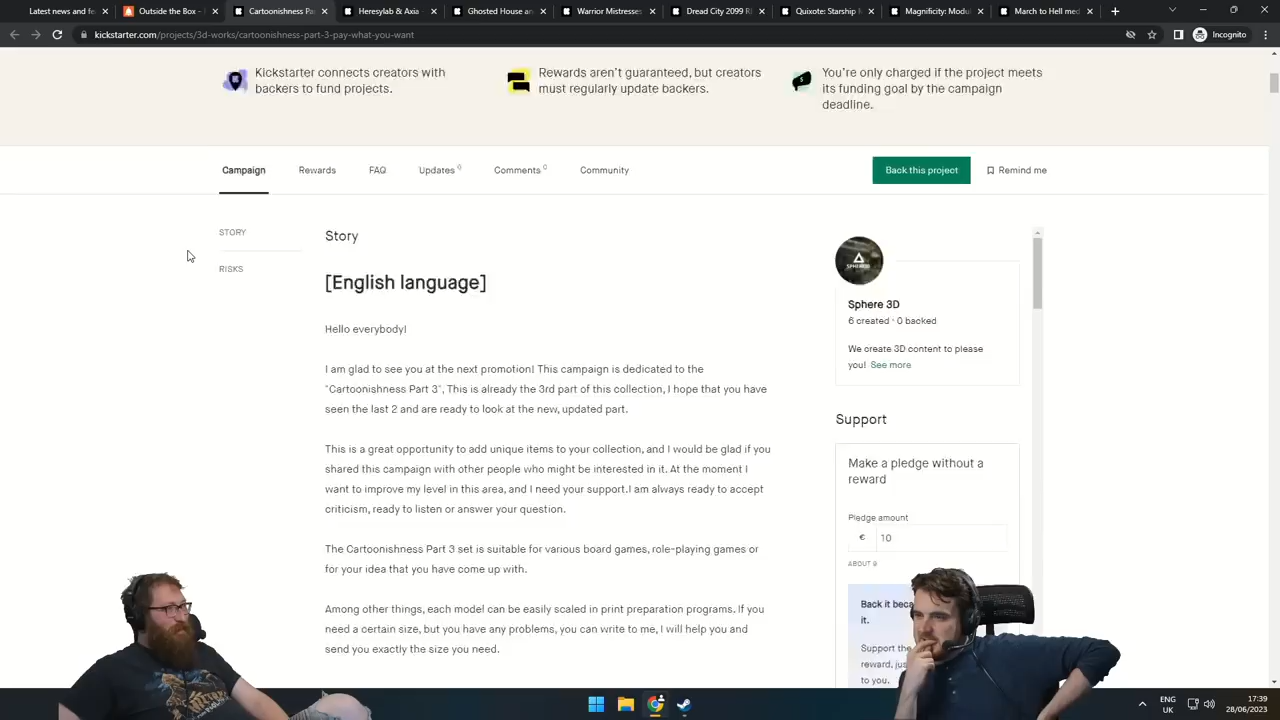 Latest news and fe
Outside the Box -
Cartoonishness Par
Heresylab & Axia
Ghosted House an
Warrior Mistresses
Dread City 2099 R
Quixote: Starship M
Magnificity: Modul
March to Hell med
kickstarter.com/projects/3d-works/cartoonishness-part-3-pay-what-you-want
Incognito
Kickstarter connects creators with
backers to fund projects.
Rewards aren't guaranteed, but creators
must regularly update backers.
You're only charged if the project meets
its funding goal by the campaign
deadline.
Campaign
Rewards
FAQ
Updates 6
Comments 0
Community
Back this project
Remind me
STORY
RISKS
Story
[English language]
Hello everybody!
I am glad to see you at the next promotion! This campaign is dedicated to the
"Cartoonishness Part 3", This is already the 3rd part of this collection, I hope that you have
seen the last 2 and are ready to look at the new, updated part.
This is a great opportunity to add unique items to your collection, and I would be glad if you
shared this campaign with other people who might be interested in it. At the moment I
want to improve my level in this area, and I need your support.I am always ready to accept
criticism, ready to listen or answer your question.
The Cartoonishness Part 3 set is suitable for various board games, role-playing games or
for your idea that you have come up with.
Among other things, each model can be easily scaled in print preparation programs. If you
need a certain size, but you have any problems, you can write to me, I will help you and
send you exactly the size you need.
Sphere 3D
6 created · 0 backed
We create 3D content to please
you! See more
Support
Make a pledge without a
reward
Pledge amount
€ 10
Back it beca
it.
Support the
reward, jus
to you.
ENG
UK
17:39
28/06/2023